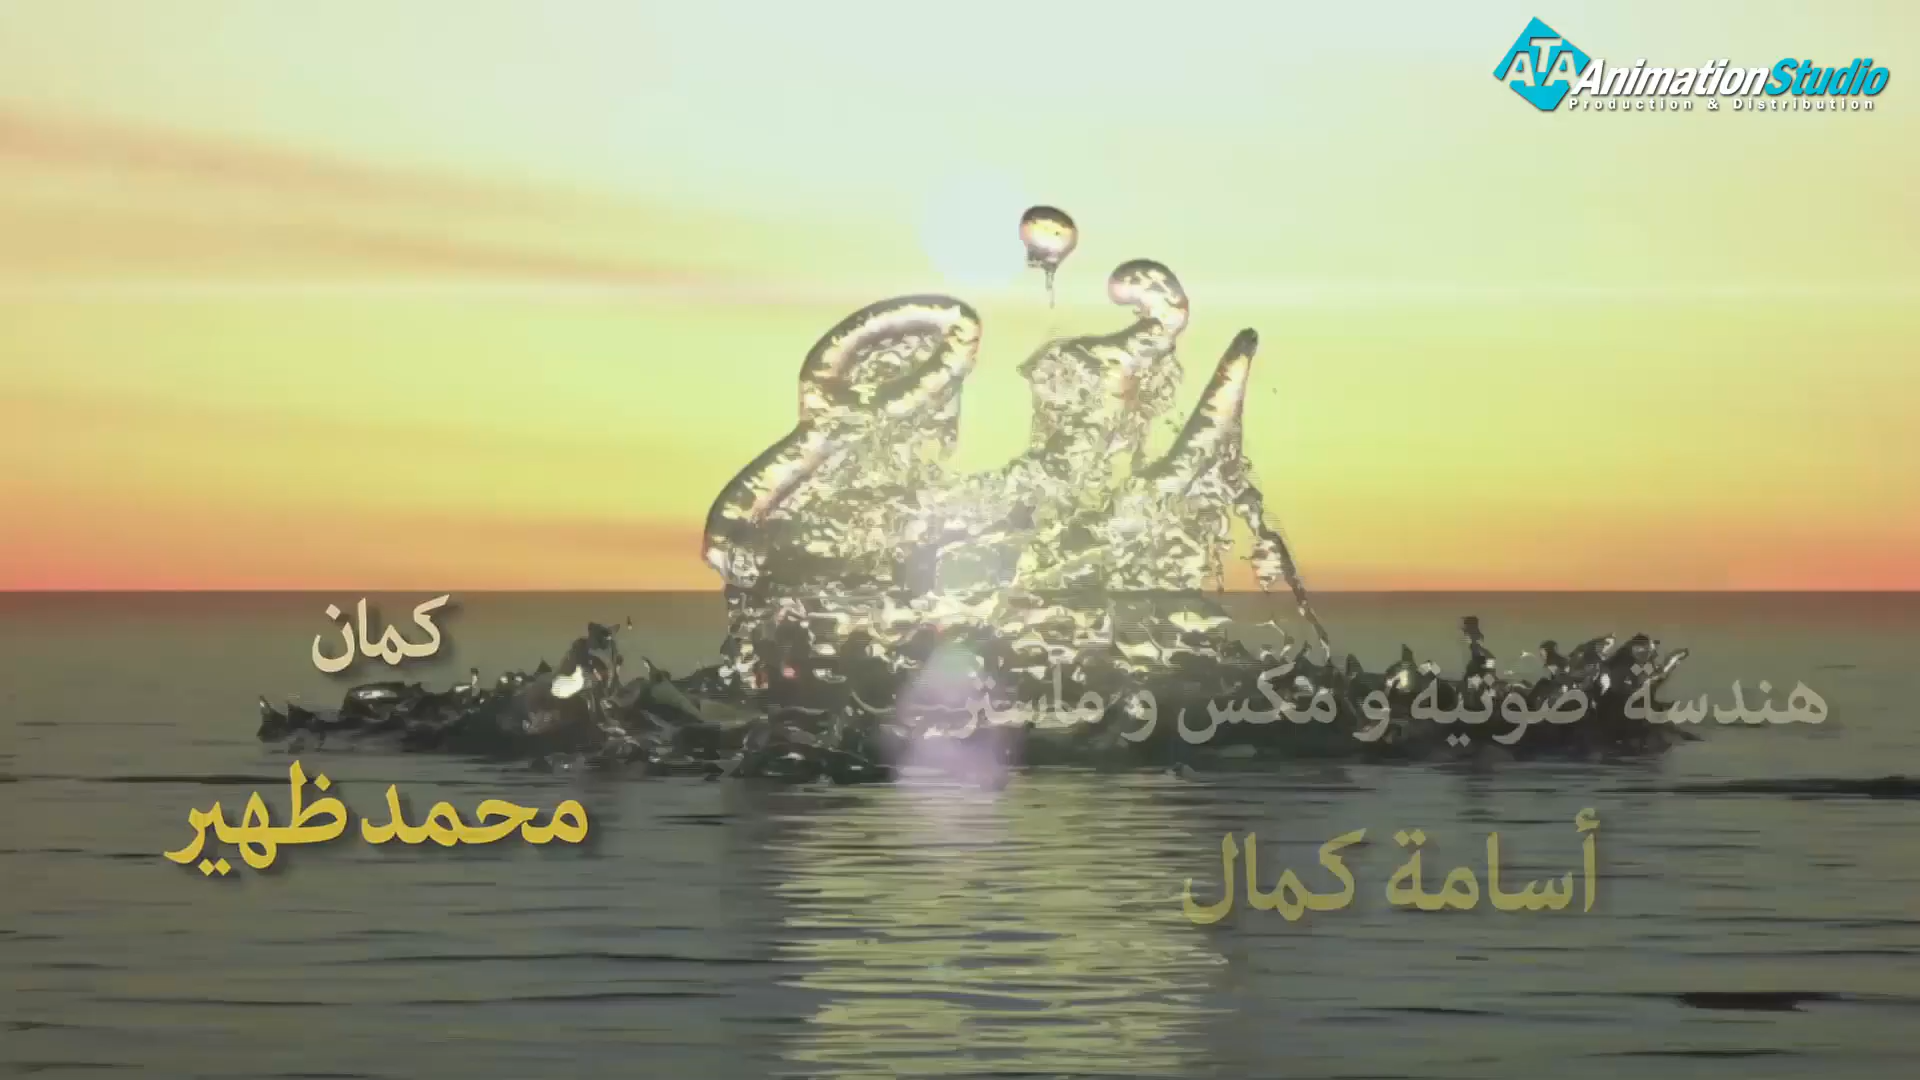 ATA AnimationStudio
Production & Distribution
هندسة صوتية و مكس و ماستر
أسامة كمال
كمان
محمد ظهير